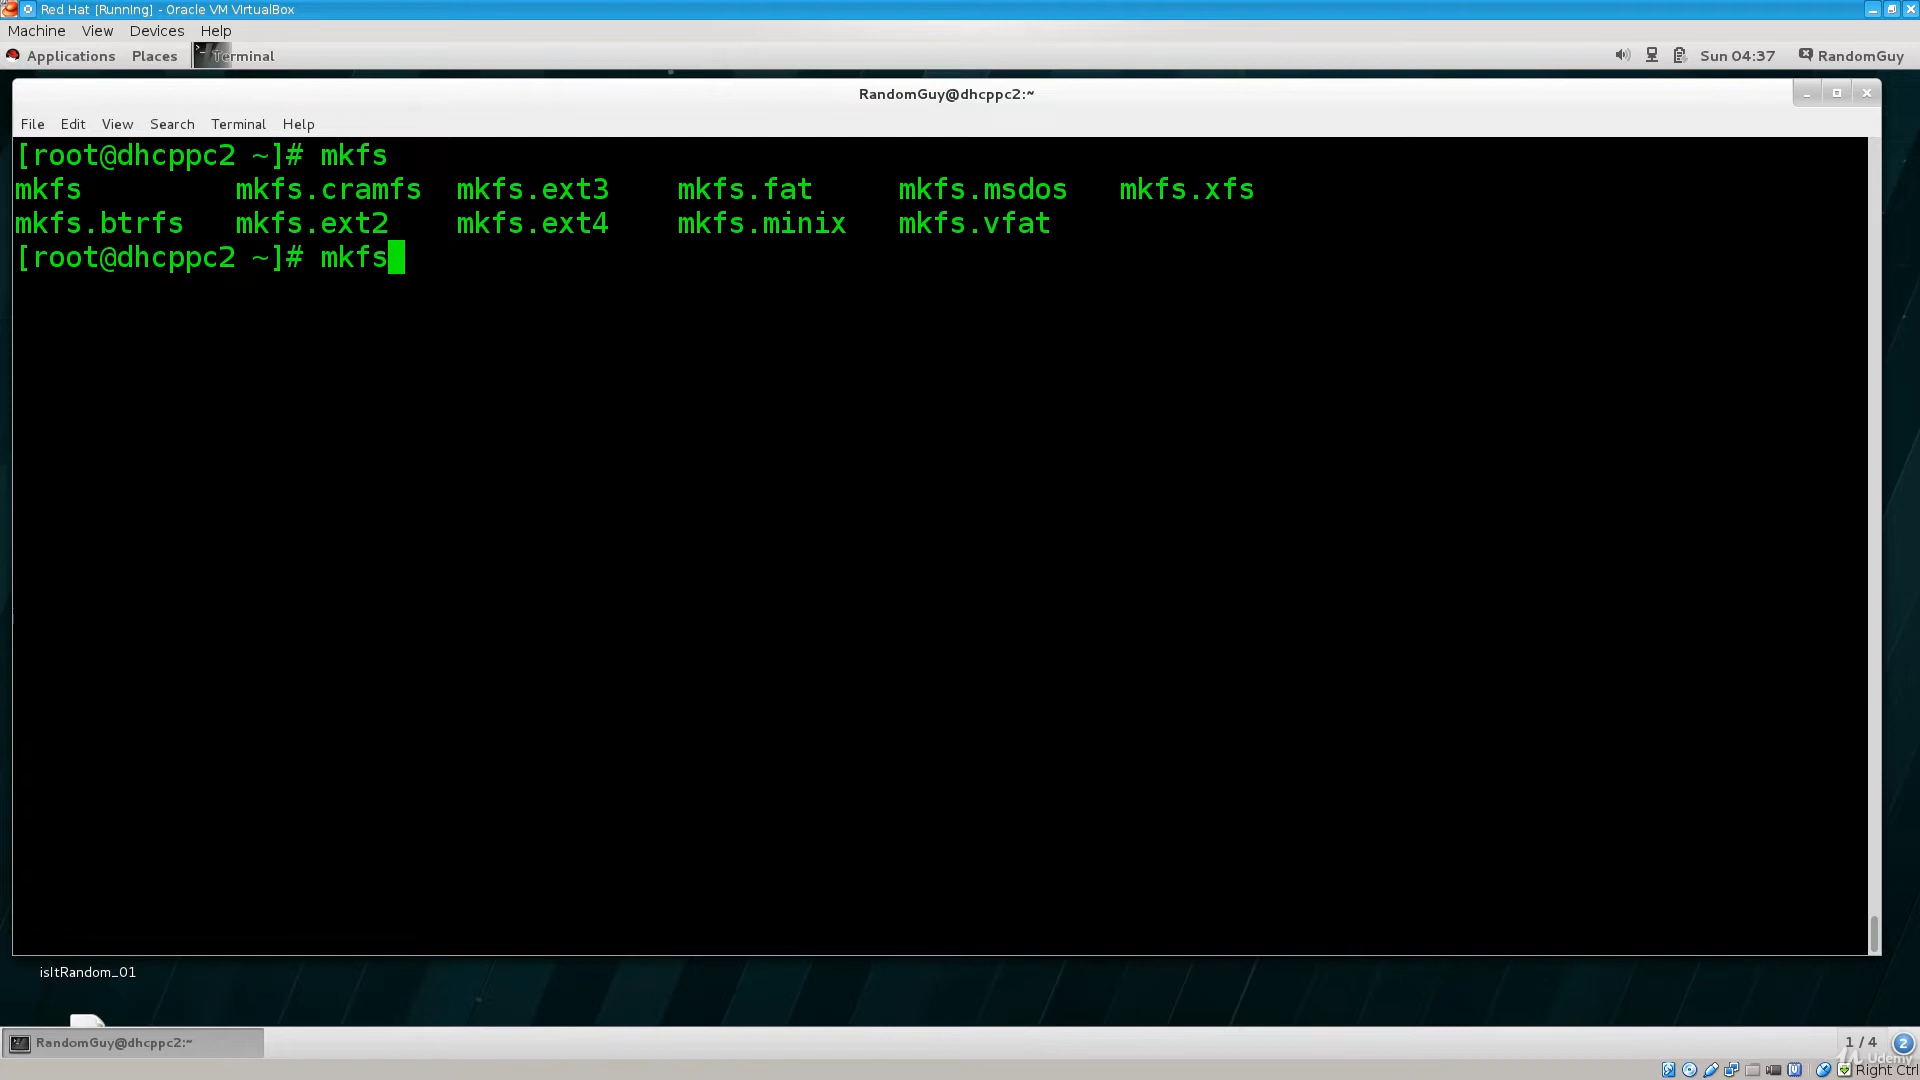 Red Hat [Running] - Oracle VM VirtualBox
Machine View Devices Help
Applications Places Terminal Sun 04:37 RandomGuy
RandomGuy@dhcppc2:~
File Edit View Search Terminal Help
[root@dhcppc2 ~]# mkfs
mkfs mkfs.cramfs mkfs.ext3 mkfs.fat mkfs.msdos mkfs.xfs
mkfs.btrfs mkfs.ext2 mkfs.ext4 mkfs.minix mkfs.vfat
[root@dhcppc2 ~]# mkfs
isItRandom_01
RandomGuy@dhcppc2:~ 1 / 4 2
Udemy
Right Ctrl